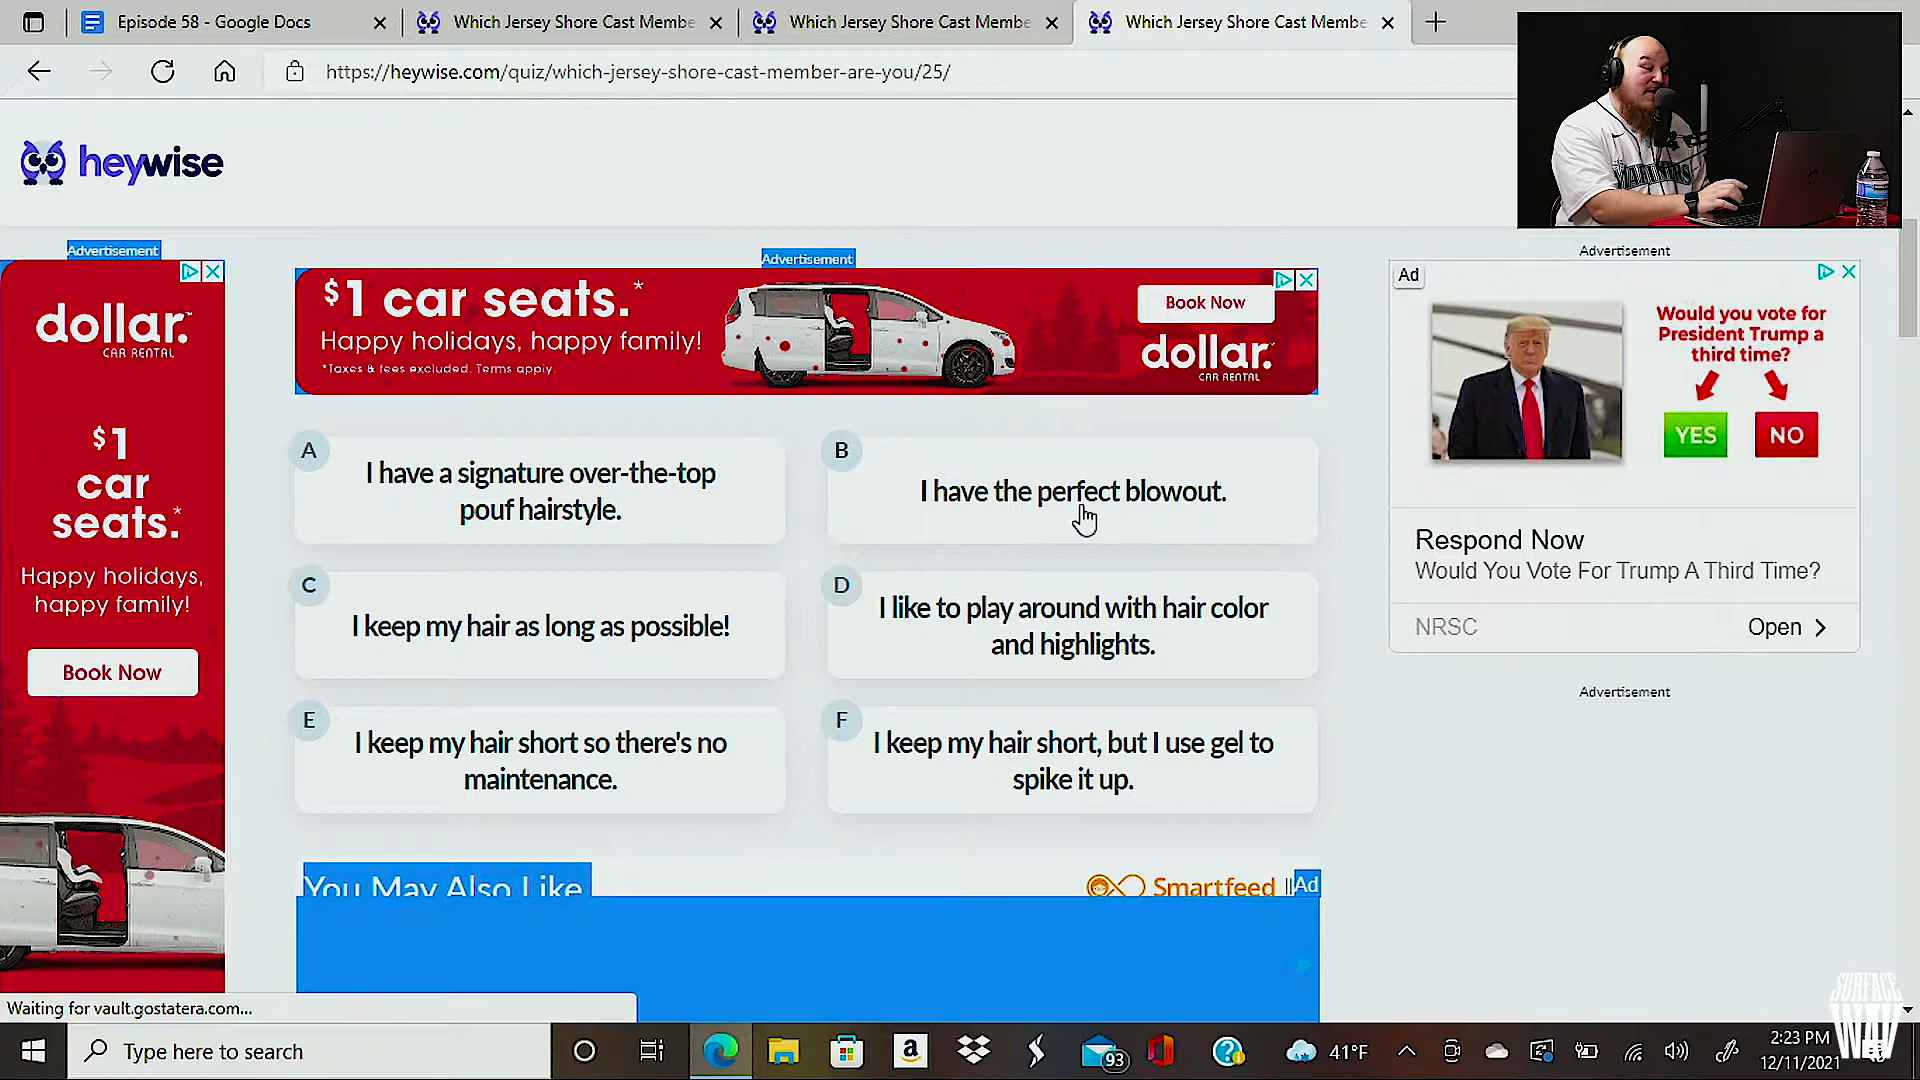 Episode 58 - Google Docs
Which Jersey Shore Cast Membe
Which Jersey Shore Cast Membe
Which Jersey Shore Cast Membe
https://heywise.com/quiz/which-jersey-shore-cast-member-are-you/25/
heywise
MARINERS
Advertisement
Advertisement
Advertisement
dollar.
CAR RENTAL
$1
car
seats.*
Happy holidays,
happy family!
Book Now
$1 car seats.*
Happy holidays, happy family!
*Taxes & fees excluded. Terms apply.
Book Now
dollar.
CAR RENTAL
Ad
Would you vote for
President Trump a
third time?
YES
NO
Respond Now
Would You Vote For Trump A Third Time?
NRSC
Open
Advertisement
A
I have a signature over-the-top
pouf hairstyle.
B
I have the perfect blowout.
C
I keep my hair as long as possible!
D
I like to play around with hair color
and highlights.
E
I keep my hair short so there's no
maintenance.
F
I keep my hair short, but I use gel to
spike it up.
You May Also Like
Smartfeed
Ad
Waiting for vault.gostatera.com...
SURFACE
WAV
Type here to search
a
93
41°F
2:23 PM
12/11/2021